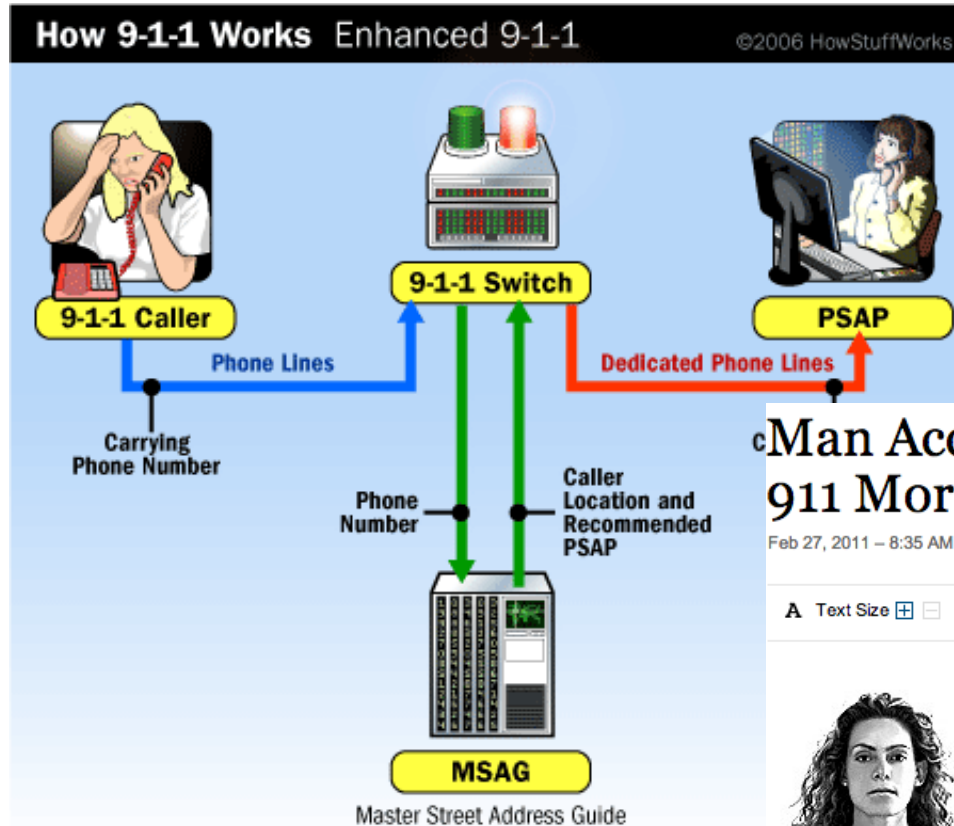 How 9-1-1 Works Enhanced 9-1-1
©2006 HowStuffWorks
9-1-1 Caller
9-1-1 Switch
PSAP
Phone Lines
Dedicated Phone Lines
Carrying
Phone Number
Phone
Number
Caller
Location and
Recommended
PSAP
MSAG
Master Street Address Guide
Man
911
Feb 27, 2011 – 8:35 AM
A Text Size